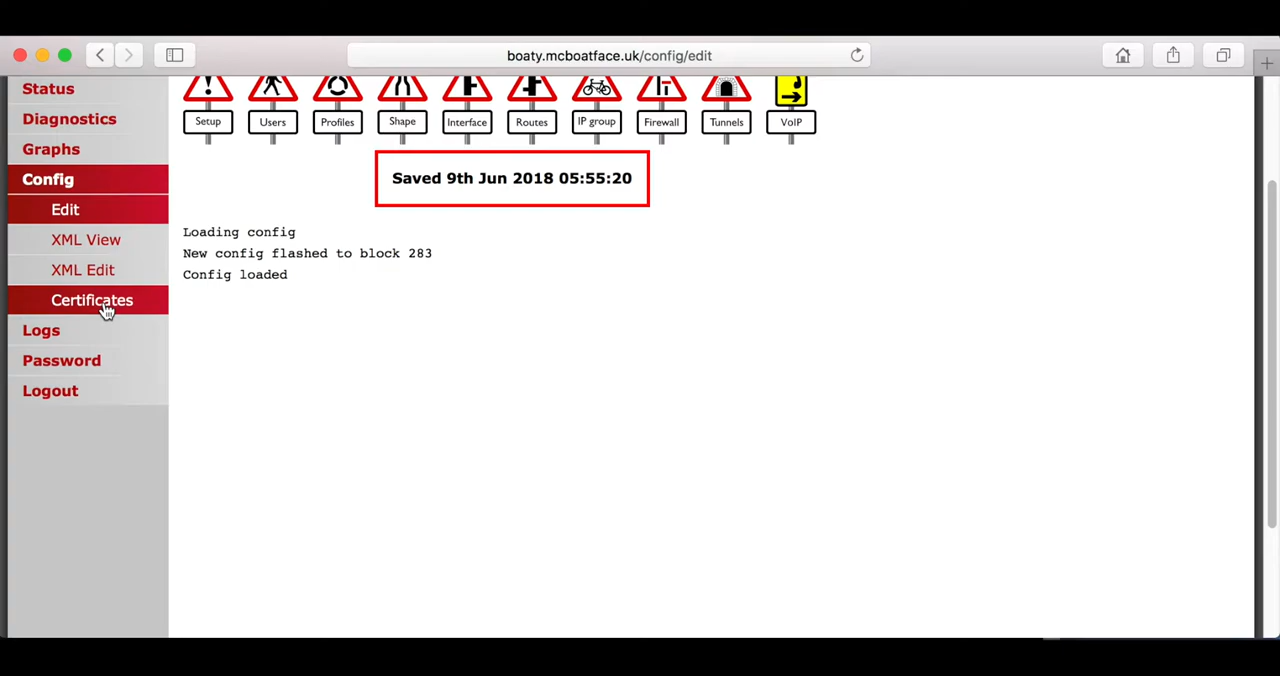 boaty.mcboatface.uk/config/edit
Status
Diagnostics
Graphs
Config
Edit
XML View
XML Edit
Certificates
Logs
Password
Logout
Setup
Users
Profiles
Shape
Interface
Routes
IP group
Firewall
Tunnels
VoIP
Saved 9th Jun 2018 05:55:20
Loading config
New config flashed to block 283
Config loaded